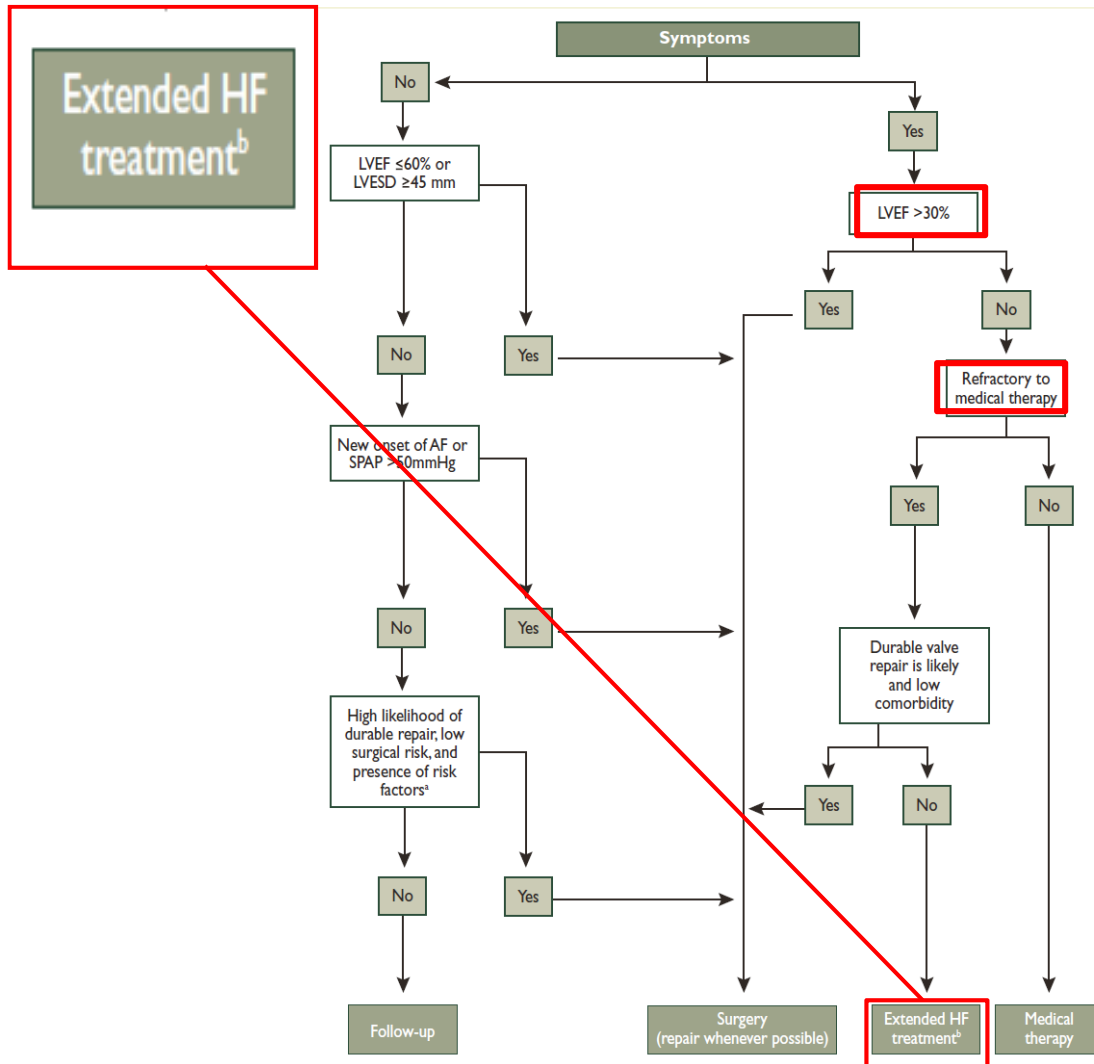 Extended HF
treatmentᵇ
Symptoms
No
Yes
LVEF ≤60% or
LVESD ≥45 mm
LVEF >30%
Yes
No
No
Yes
Refractory to
medical therapy
New onset of AF or
SPAP >50mmHg
Yes
No
No
Yes
Durable valve
repair is likely
and low
comorbidity
High likelihood of
durable repair, low
surgical risk, and
presence of risk
factorsᵃ
Yes
No
No
Yes
Follow-up
Surgery
(repair whenever possible)
Extended HF
treatmentᵇ
Medical
therapy